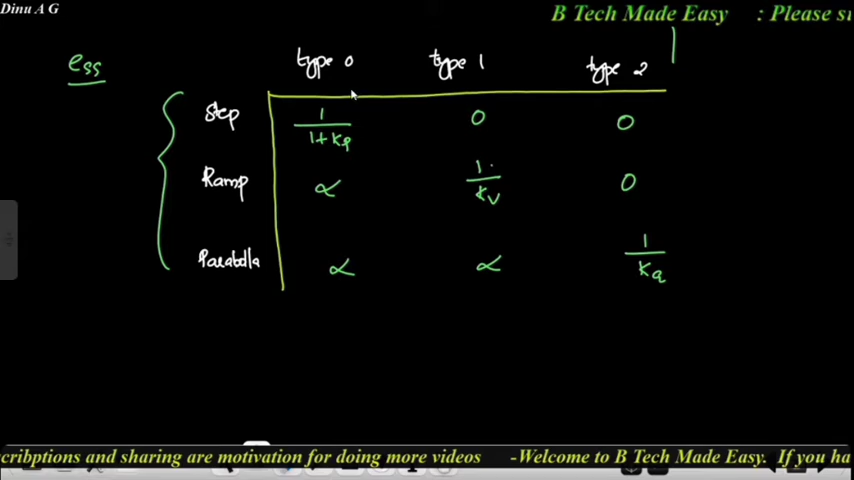 Dinu A G
B Tech Made Easy : Please s
ess
type 0 type 1 type 2
Step 1/1+Kp 0 0
Ramp ∝ 1/Kv 0
Parabola ∝ ∝ 1/Ka
scribptions and sharing are motivation for doing more videos -Welcome to B Tech Made Easy. If you ha